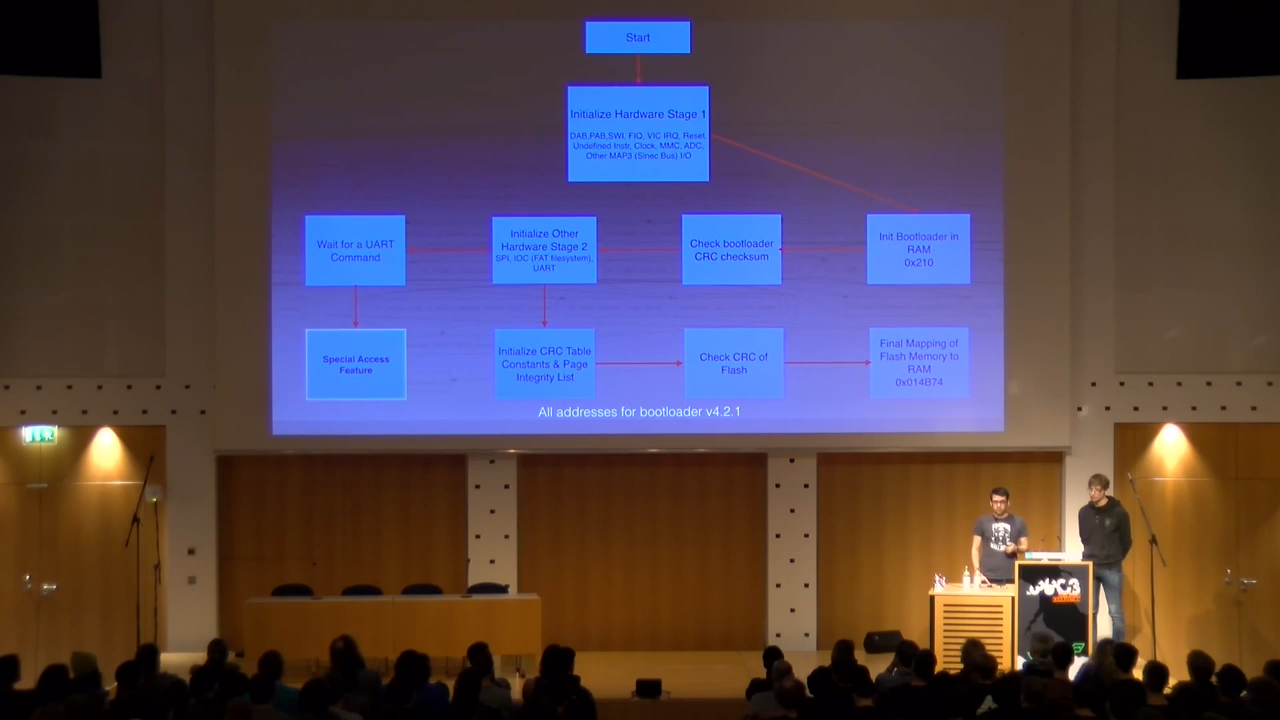 Start
Initialize Hardware Stage 1
DAB,PAB,SWI, FIQ, VIC IRQ, Reset,
Undefined Instr, Clock, MMC, ADC,
Other MAP3 (Sinec Bus) I/O
Wait for a UART
Command
Initialize Other
Hardware Stage 2
SPI, IOC (FAT filesystem),
UART
Check bootloader
CRC checksum
Init Bootloader in
RAM
0x210
Special Access
Feature
Initialize CRC Table
Constants & Page
Integrity List
Check CRC of
Flash
Final Mapping of
Flash Memory to
RAM
0x014B74
All addresses for bootloader v4.2.1